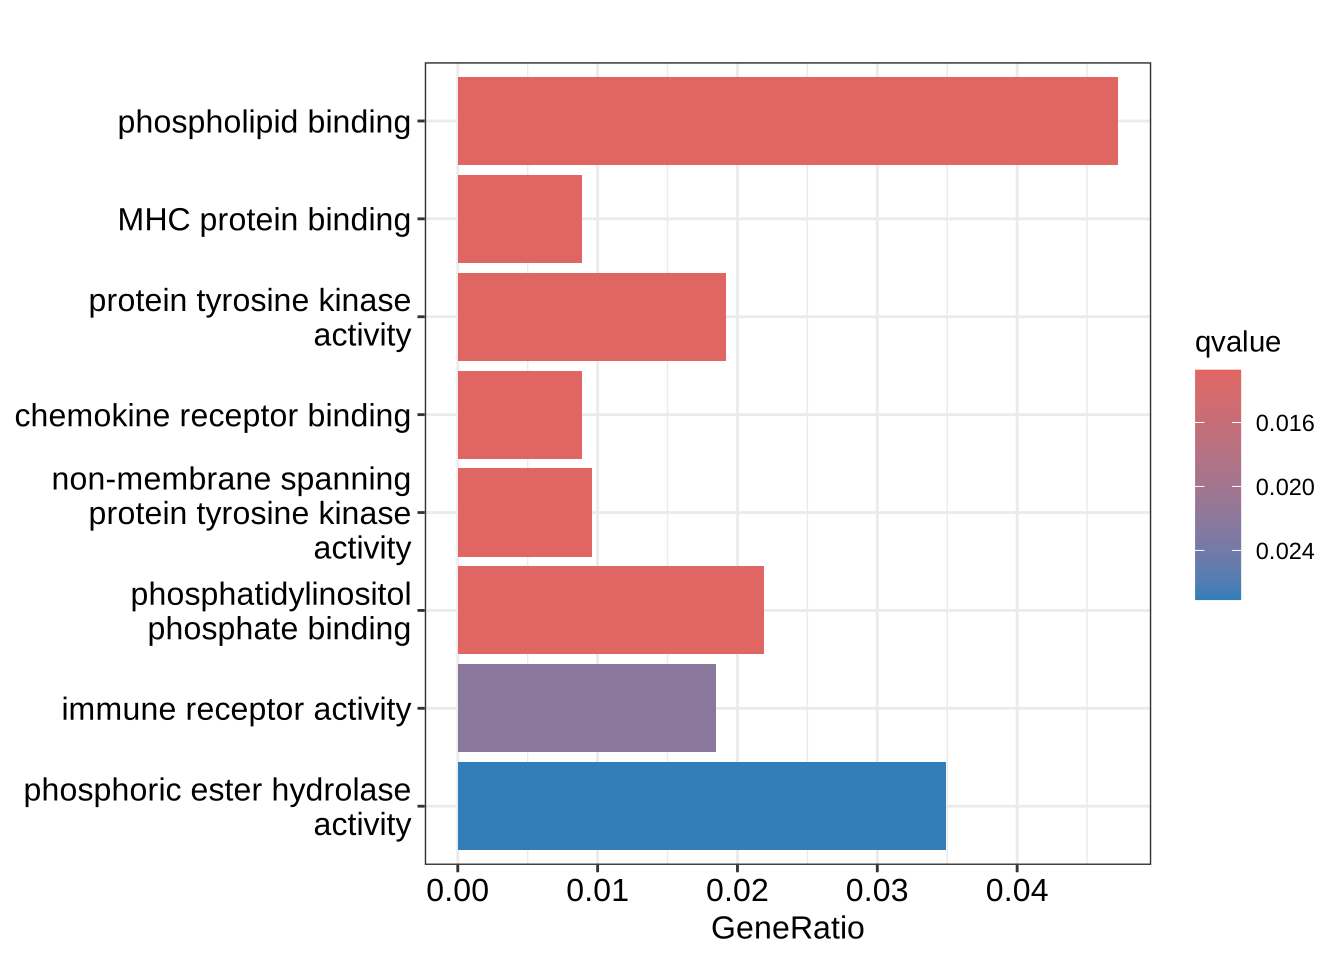 phospholipid binding
MHC protein binding
protein tyrosine kinase
activity
chemokine receptor binding
non-membrane spanning
protein tyrosine kinase
activity
phosphatidylinositol
phosphate binding
immune receptor activity
phosphoric ester hydrolase
activity
0.00 0.01 0.02 0.03 0.04
GeneRatio
qvalue
0.016
0.020
0.024